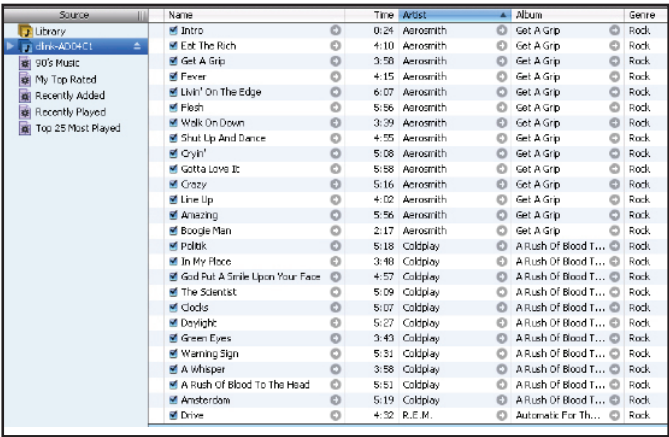 Source Name Time Artist Album Genre
Library
dlink-AD04C1
90's Music
My Top Rated
Recently Added
Recently Played
Top 25 Most Played
Intro 0:24 Aerosmith Get A Grip Rock
Eat The Rich 4:10 Aerosmith Get A Grip Rock
Get A Grip 3:58 Aerosmith Get A Grip Rock
Fever 4:15 Aerosmith Get A Grip Rock
Livin' On The Edge 6:07 Aerosmith Get A Grip Rock
Flesh 5:56 Aerosmith Get A Grip Rock
Walk On Down 3:39 Aerosmith Get A Grip Rock
Shut Up And Dance 4:55 Aerosmith Get A Grip Rock
Cryin' 5:08 Aerosmith Get A Grip Rock
Gotta Love It 5:58 Aerosmith Get A Grip Rock
Crazy 5:16 Aerosmith Get A Grip Rock
Line Up 4:02 Aerosmith Get A Grip Rock
Amazing 5:56 Aerosmith Get A Grip Rock
Boogie Man 2:17 Aerosmith Get A Grip Rock
Politik 5:18 Coldplay A Rush Of Blood T... Rock
In My Place 3:48 Coldplay A Rush Of Blood T... Rock
God Put A Smile Upon Your Face 4:57 Coldplay A Rush Of Blood T... Rock
The Scientist 5:09 Coldplay A Rush Of Blood T... Rock
Clocks 5:07 Coldplay A Rush Of Blood T... Rock
Daylight 5:27 Coldplay A Rush Of Blood T... Rock
Green Eyes 3:43 Coldplay A Rush Of Blood T... Rock
Warning Sign 5:31 Coldplay A Rush Of Blood T... Rock
A Whisper 3:58 Coldplay A Rush Of Blood T... Rock
A Rush Of Blood To The Head 5:51 Coldplay A Rush Of Blood T... Rock
Amsterdam 5:19 Coldplay A Rush Of Blood T... Rock
Drive 4:32 R.E.M. Automatic For Th... Rock